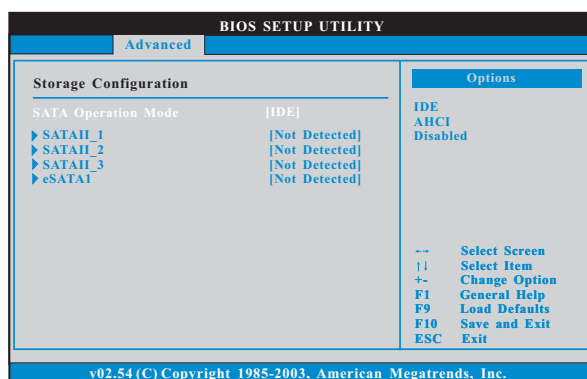 BIOS SETUP UTILITY
Advanced
Storage Configuration
SATA Operation Mode [IDE]
SATAII_1 [Not Detected]
SATAII_2 [Not Detected]
SATAII_3 [Not Detected]
eSATA1 [Not Detected]
Options
IDE
AHCI
Disabled
←→ Select Screen
↑↓ Select Item
+- Change Option
F1 General Help
F9 Load Defaults
F10 Save and Exit
ESC Exit
v02.54 (C) Copyright 1985-2003, American Megatrends, Inc.